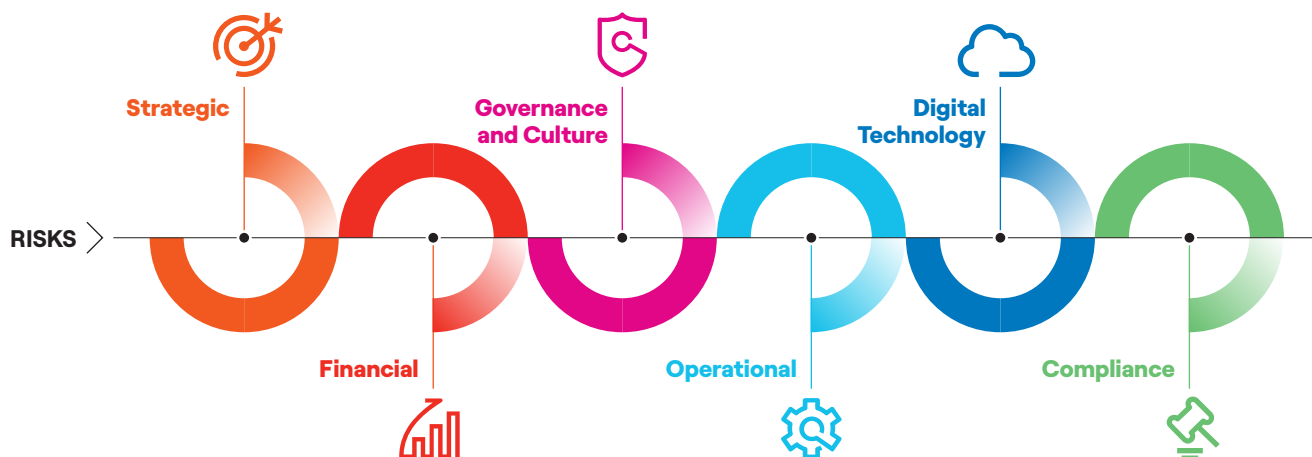 Strategic
Governance
and Culture
Digital
Technology
RISKS
Financial
Operational
Compliance